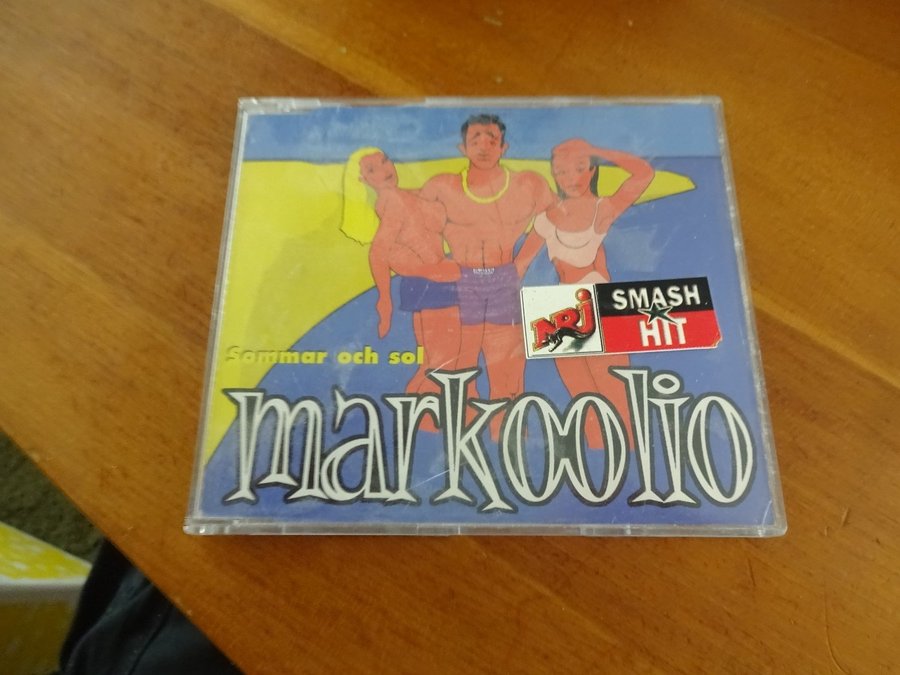 Sommar och sol
NRJ
SMASH
HIT
markoolio